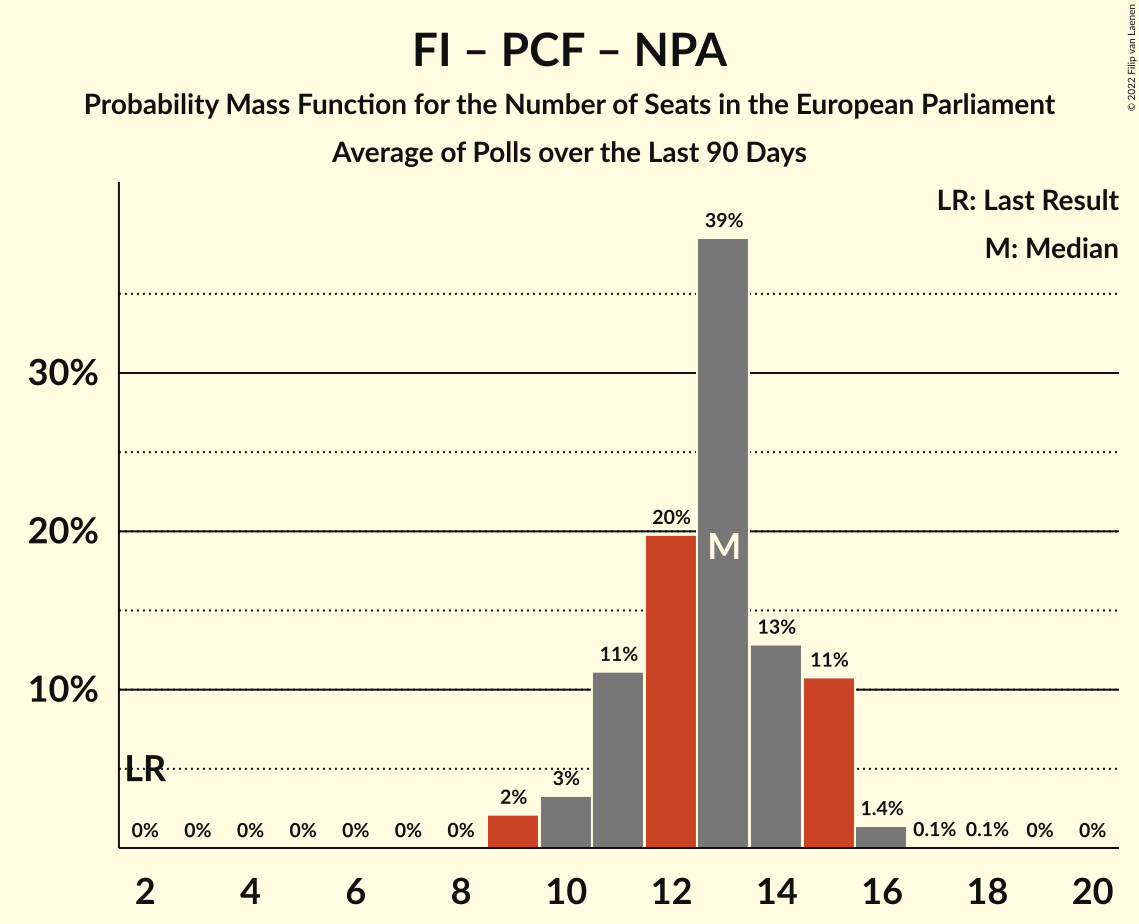 FI – PCF – NPA
Probability Mass Function for the Number of Seats in the European Parliament
Average of Polls over the Last 90 Days
© 2022 Filip van Laenen
LR: Last Result
M: Median
39%
30%
20%
20%
M
13%
11%
11%
10%
LR
3%
2%
1.4%
0% 0% 0% 0% 0% 0% 0% 0.1% 0.1% 0% 0%
2 4 6 8 10 12 14 16 18 20